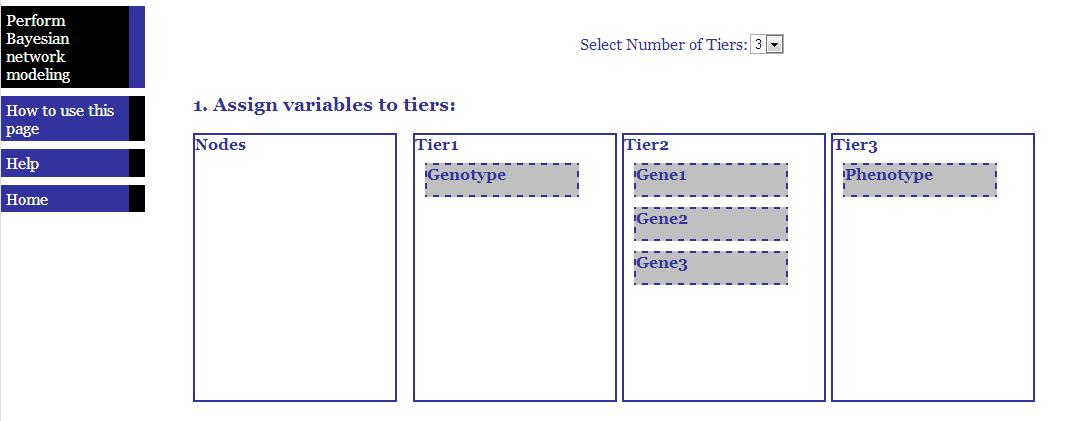 Perform
Bayesian
network
modeling
How to use this
page
Help
Home
Select Number of Tiers: 3
1. Assign variables to tiers:
Nodes
Tier1
Genotype
Tier2
Gene1
Gene2
Gene3
Tier3
Phenotype